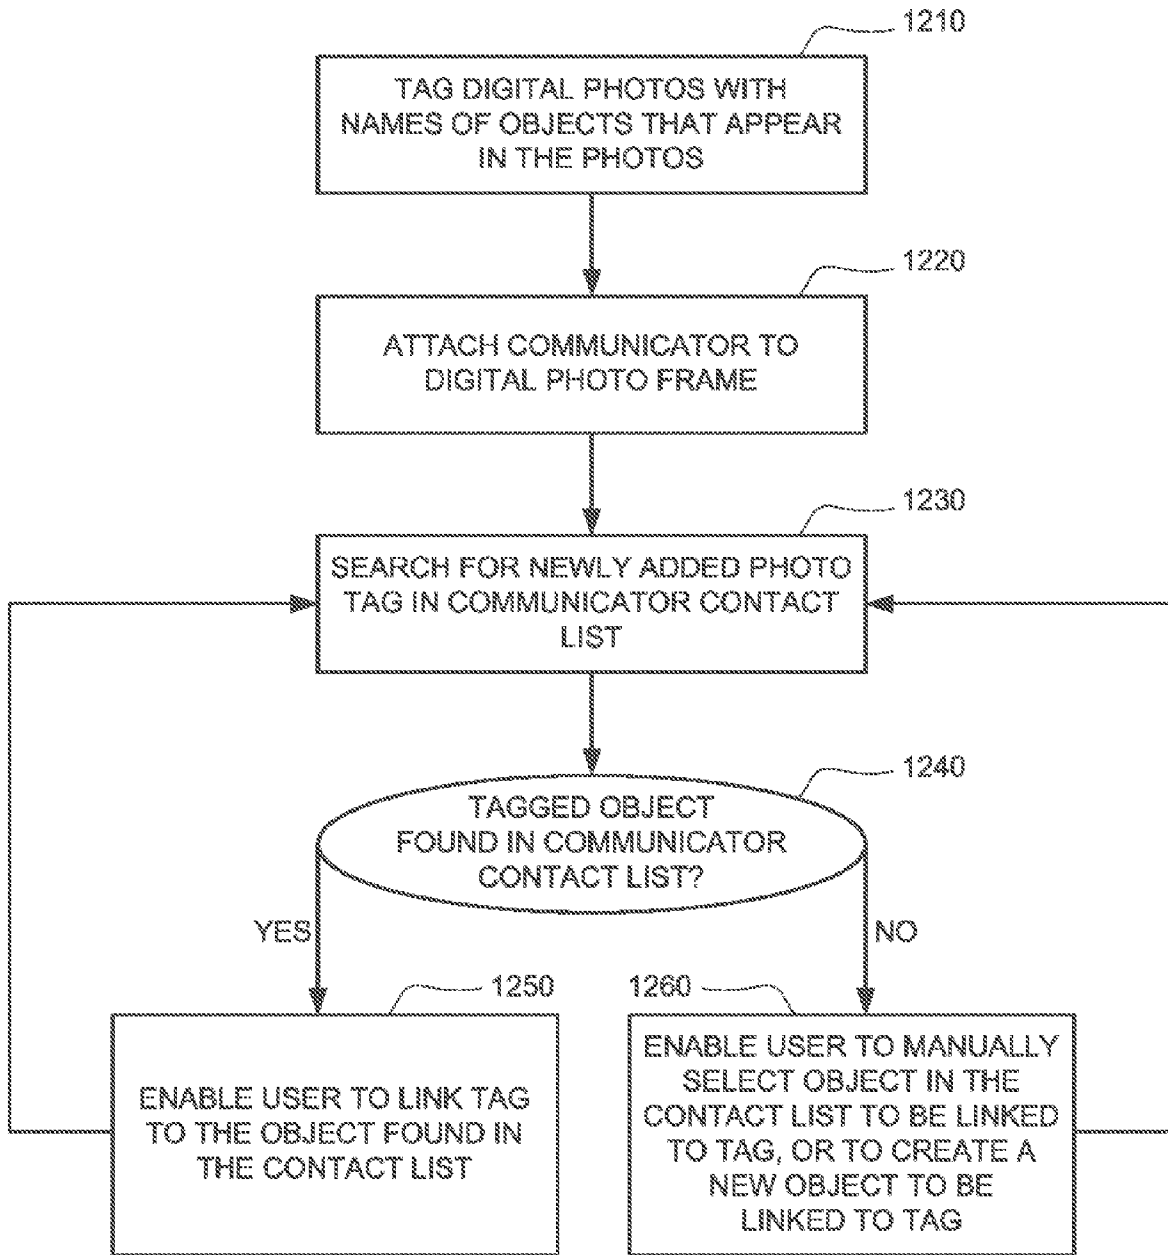 1210
TAG DIGITAL PHOTOS WITH
NAMES OF OBJECTS THAT APPEAR
IN THE PHOTOS
1220
ATTACH COMMUNICATOR TO
DIGITAL PHOTO FRAME
1230
SEARCH FOR NEWLY ADDED PHOTO
TAG IN COMMUNICATOR CONTACT
LIST
1240
TAGGED OBJECT
FOUND IN COMMUNICATOR
CONTACT LIST?
YES
NO
1250
ENABLE USER TO LINK TAG
TO THE OBJECT FOUND IN
THE CONTACT LIST
1260
ENABLE USER TO MANUALLY
SELECT OBJECT IN THE
CONTACT LIST TO BE LINKED
TO TAG, OR TO CREATE A
NEW OBJECT TO BE
LINKED TO TAG